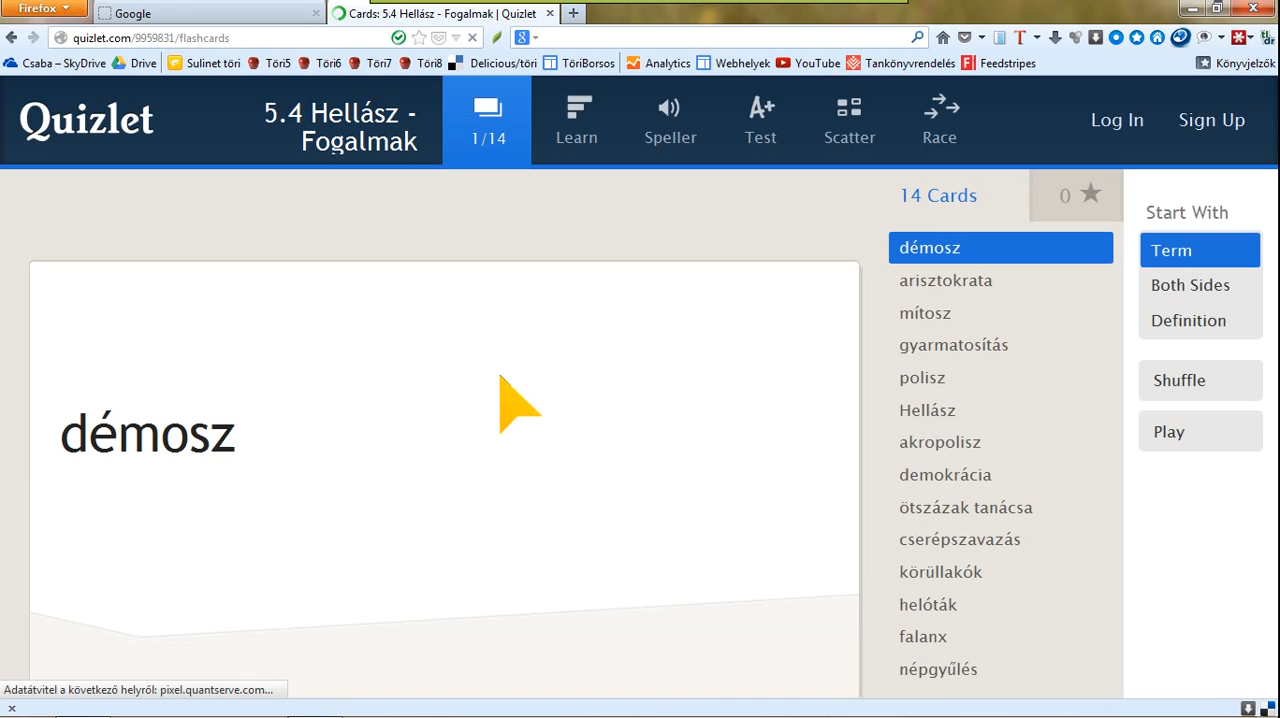 Firefox
Google
Cards: 5.4 Hellász - Fogalmak | Quizlet
quizlet.com/9959831/flashcards
Csaba – SkyDrive
Drive
Sulinet töri
Töri5
Töri6
Töri7
Töri8
Delicious/töri
TöriBorsos
Analytics
Webhelyek
YouTube
Tankönyvrendelés
Feedstripes
Könyvjelzők
Quizlet
5.4 Hellász -
Fogalmak
1/14
Learn
Speller
Test
Scatter
Race
Log In
Sign Up
14 Cards
0
Start With
Term
Both Sides
Definition
Shuffle
Play
démosz
démosz
arisztokrata
mítosz
gyarmatosítás
polisz
Hellász
akropolisz
demokrácia
ötszázak tanácsa
cserépszavazás
körüllakók
helóták
falanx
népgyűlés
Adatátvitel a következő helyről: pixel.quantserve.com...